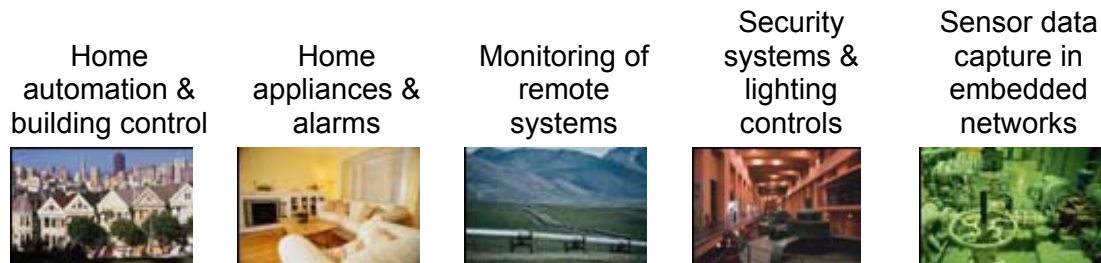 Home
automation &
building control
Home
appliances &
alarms
Monitoring of
remote
systems
Security
systems &
lighting
controls
Sensor data
capture in
embedded
networks